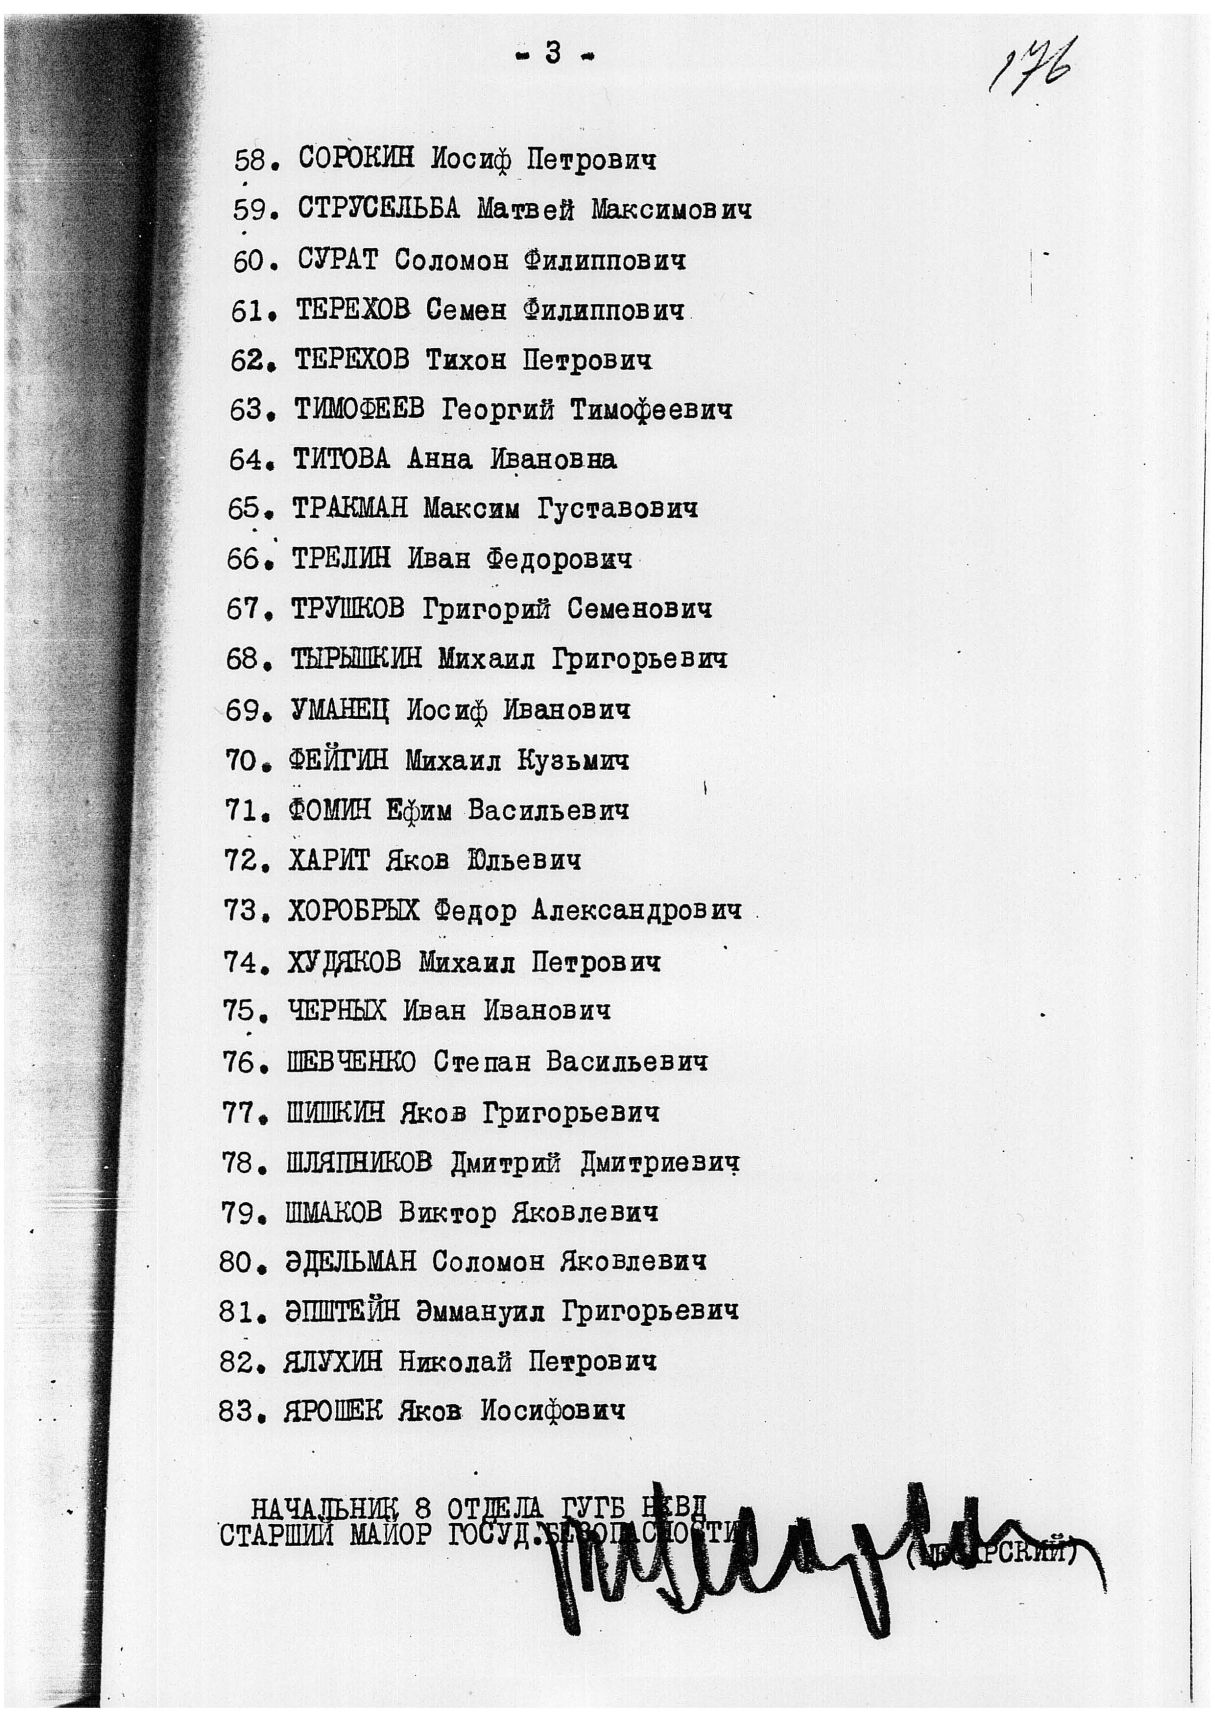 - 3 -
176
58. СОРОКИН Иосиф Петрович
59. СТРУСЕЛЬБА Матвей Максимович
60. СУРАТ Соломон Филиппович
61. ТЕРЕХОВ Семен Филиппович
62. ТЕРЕХОВ Тихон Петрович
63. ТИМОФЕЕВ Георгий Тимофеевич
64. ТИТОВА Анна Ивановна
65. ТРАКМАН Максим Густавович
66. ТРЕЛИН Иван Федорович
67. ТРУШКОВ Григорий Семенович
68. ТЫРЫШКИН Михаил Григорьевич
69. УМАНЕЦ Иосиф Иванович
70. ФЕЙГИН Михаил Кузьмич
71. ФОМИН Ефим Васильевич
72. ХАРИТ Яков Юльевич
73. ХОРОБРЫХ Федор Александрович
74. ХУДЯКОВ Михаил Петрович
75. ЧЕРНЫХ Иван Иванович
76. ШЕВЧЕНКО Степан Васильевич
77. ШИШКИН Яков Григорьевич
78. ШЛЯПНИКОВ Дмитрий Дмитриевич
79. ШМАКОВ Виктор Яковлевич
80. ЭДЕЛЬМАН Соломон Яковлевич
81. ЭПШТЕЙН Эммануил Григорьевич
82. ЯЛУХИН Николай Петрович
83. ЯРОШЕК Яков Иосифович
НАЧАЛЬНИК 8 ОТДЕЛА ГУГБ НКВД
СТАРШИЙ МАЙОР ГОСУД.БЕЗОПАСНОСТИ
(ЦЕСАРСКИЙ)